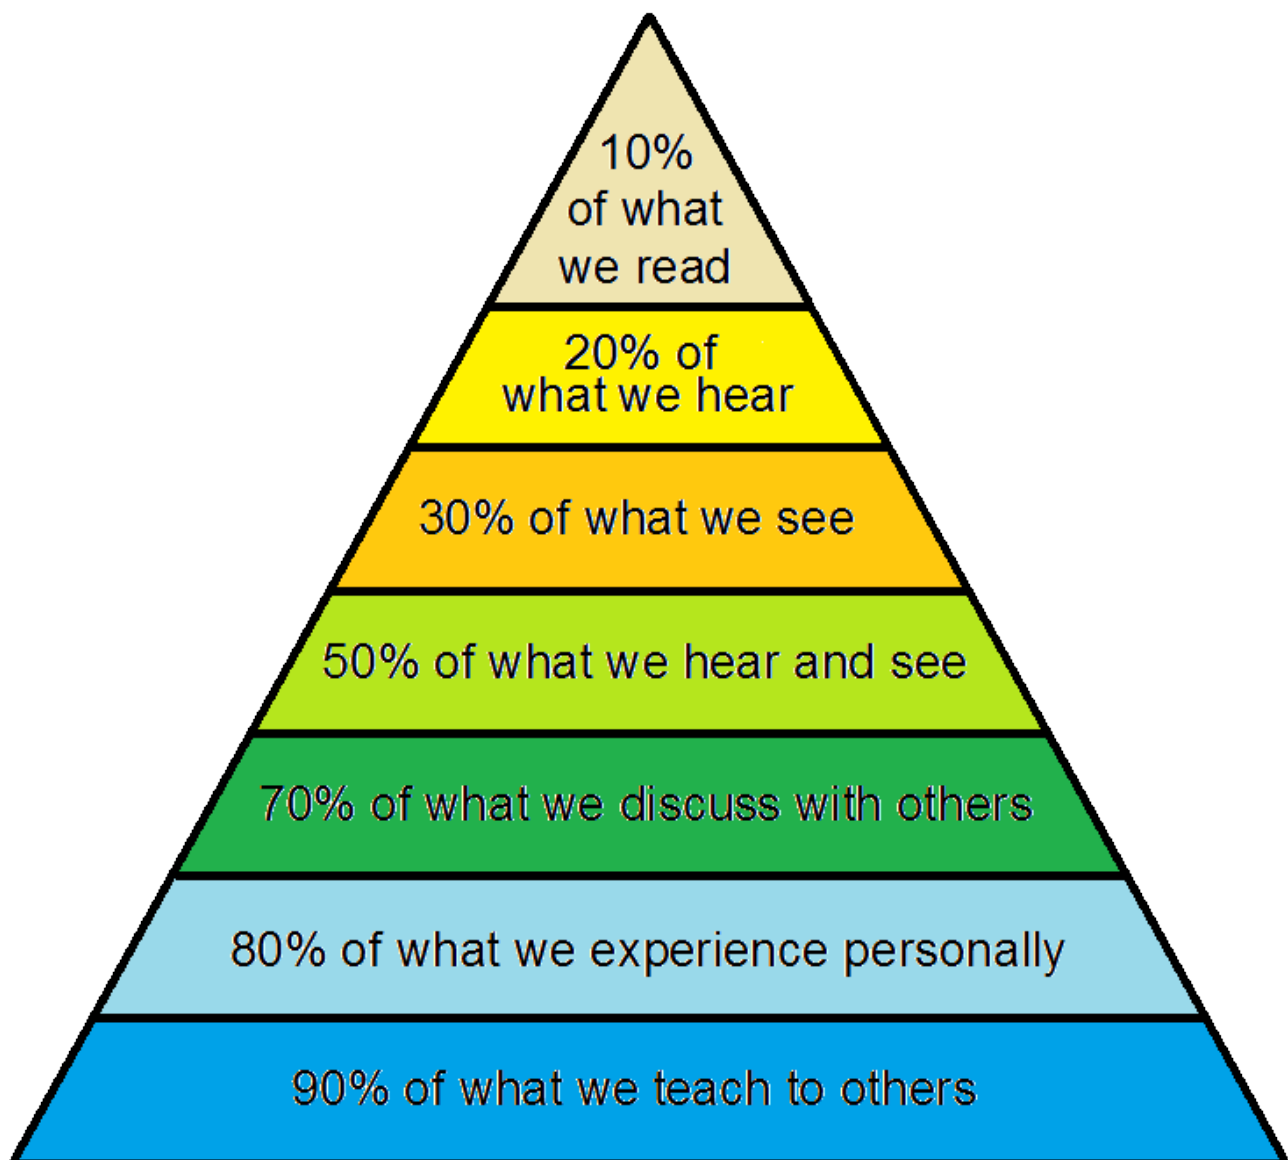 10%
of what
we read
20% of
what we hear
30% of what we see
50% of what we hear and see
70% of what we discuss with others
80% of what we experience personally
90% of what we teach to others